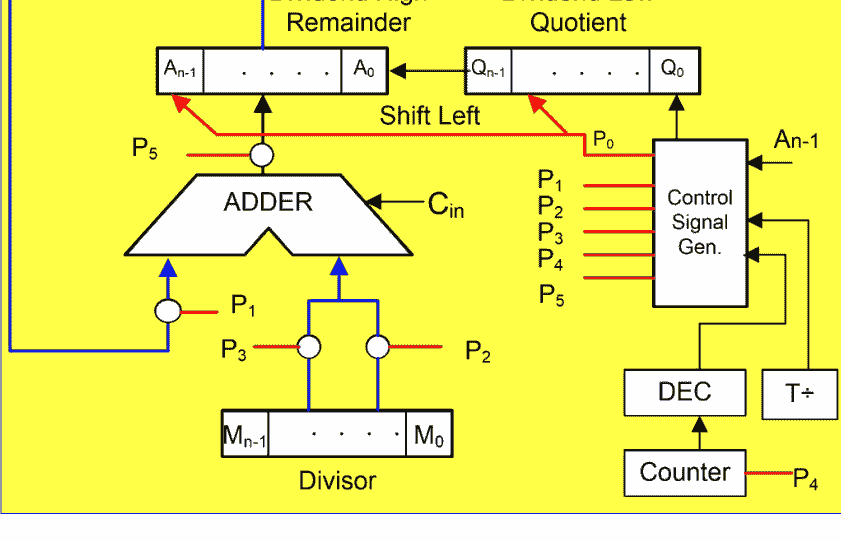 Remainder
Quotient
An-1 . . . . A0
Qn-1 . . . . Q0
Shift Left
P5
P0
An-1
ADDER
Cin
Control
Signal
Gen.
P1
P2
P3
P4
P5
P1
P3
P2
DEC
T÷
Mn-1 . . . . M0
Counter
P4
Divisor